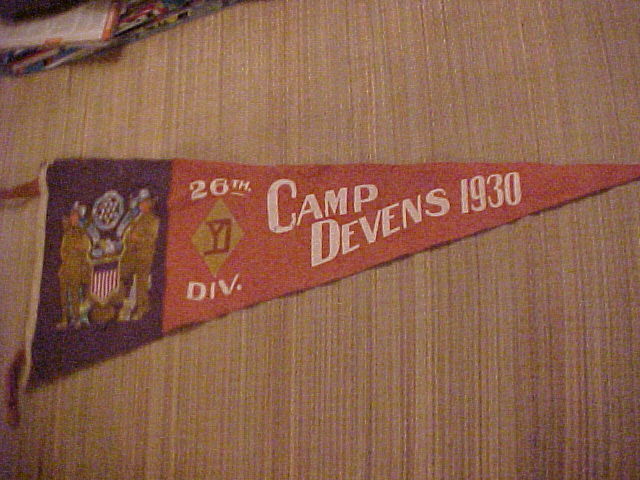 26TH.
YD
DIV.
CAMP
DEVENS 1930